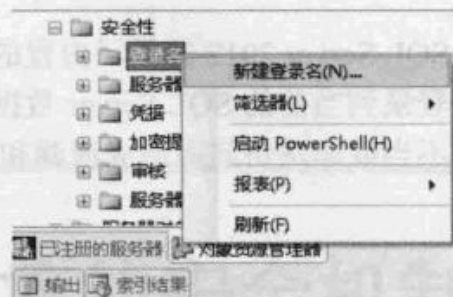 安全性
登录名
服务器
凭据
加密提
审核
服务器
新建登录名(N)...
筛选器(L)
启动 PowerShell(H)
报表(P)
刷新(F)
已注册的服务器 对象资源管理器
输出 索引结果